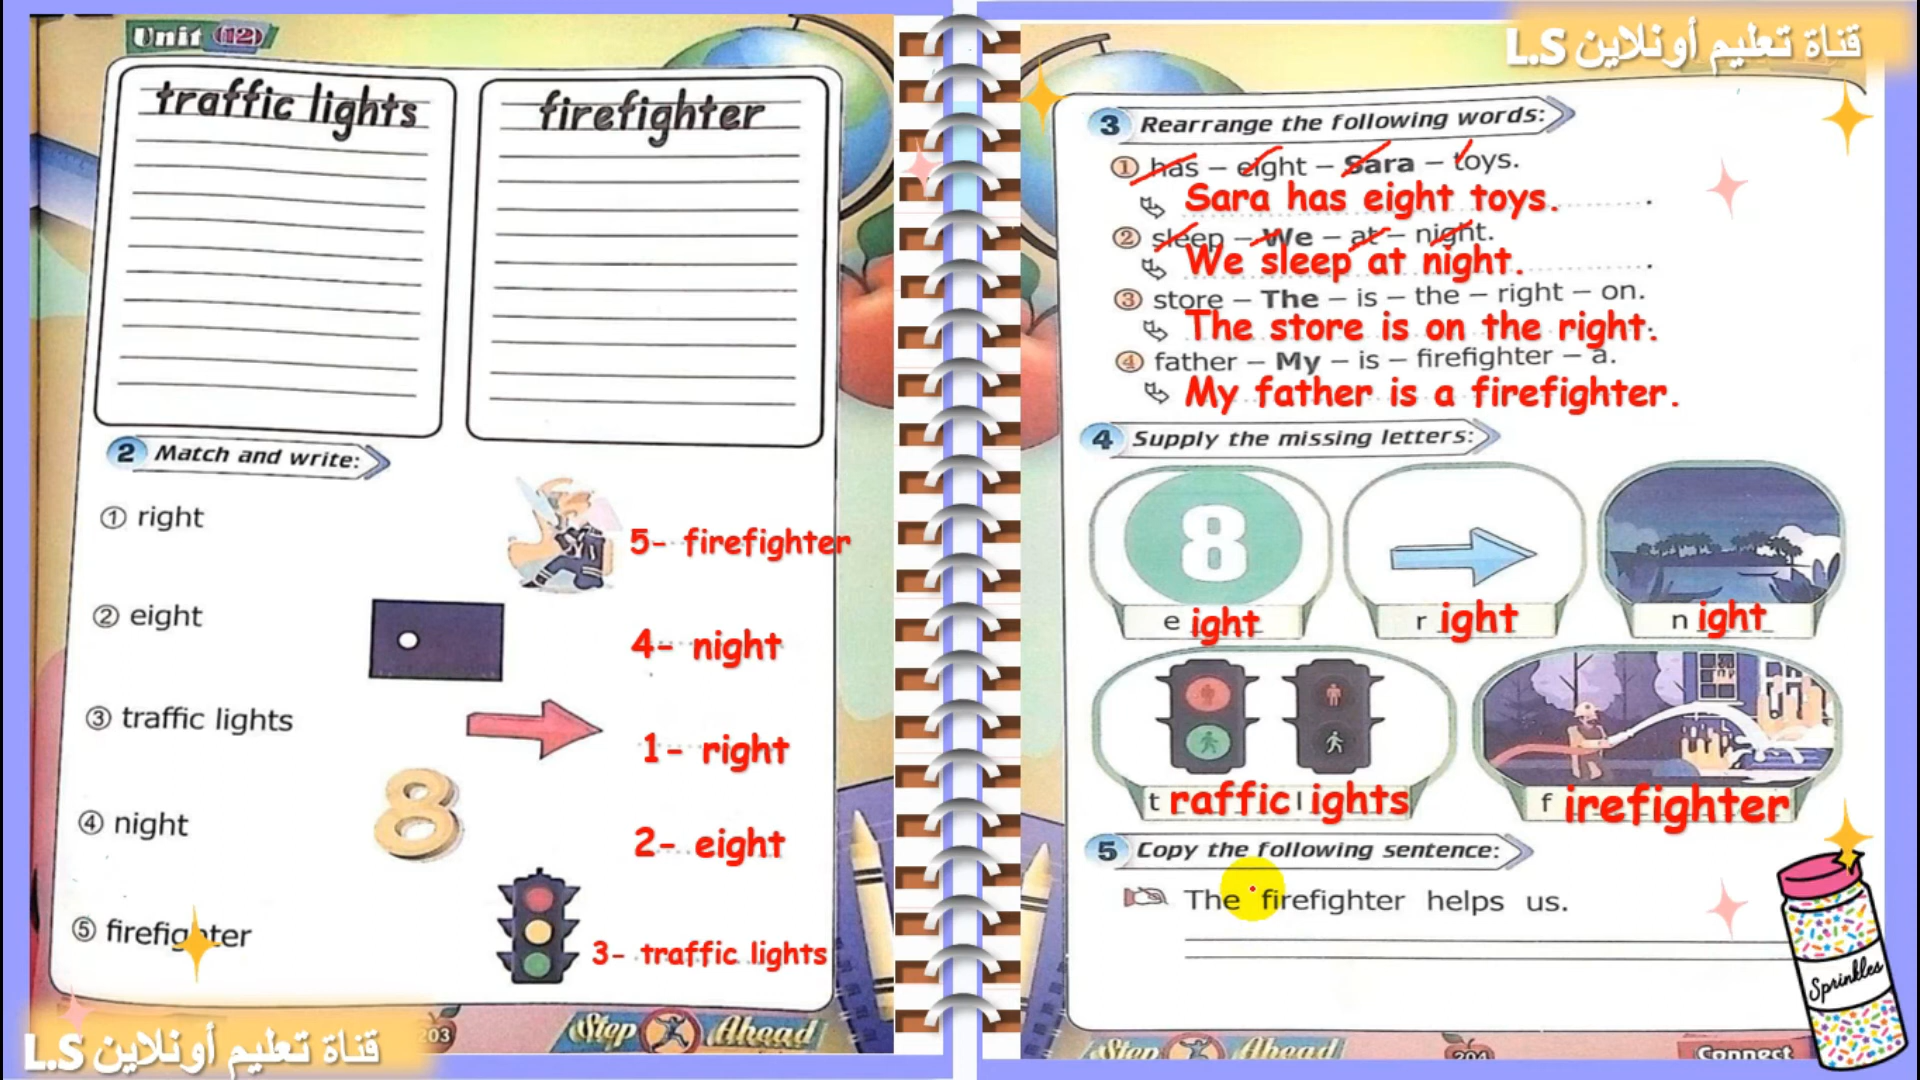 Unit 12
traffic lights
firefighter
2 Match and write:
① right
5- firefighter
② eight
4- night
③ traffic lights
1- right
④ night
8
2- eight
⑤ firefighter
3- traffic lights
203
Step Ahead
قناة تعليم أونلاين L.S
قناة تعليم أونلاين L.S
3 Rearrange the following words:
① has – eight – Sara – toys.
Sara has eight toys.
② sleep – We – at – night.
We sleep at night.
③ store – The – is – the – right – on.
The store is on the right.
④ father – My – is – firefighter – a.
My father is a firefighter.
4 Supply the missing letters:
8
e ight
r ight
n ight
t raffic l ights
f irefighter
5 Copy the following sentence:
The firefighter helps us.
Sprinkles
Step Ahead
204
Connect